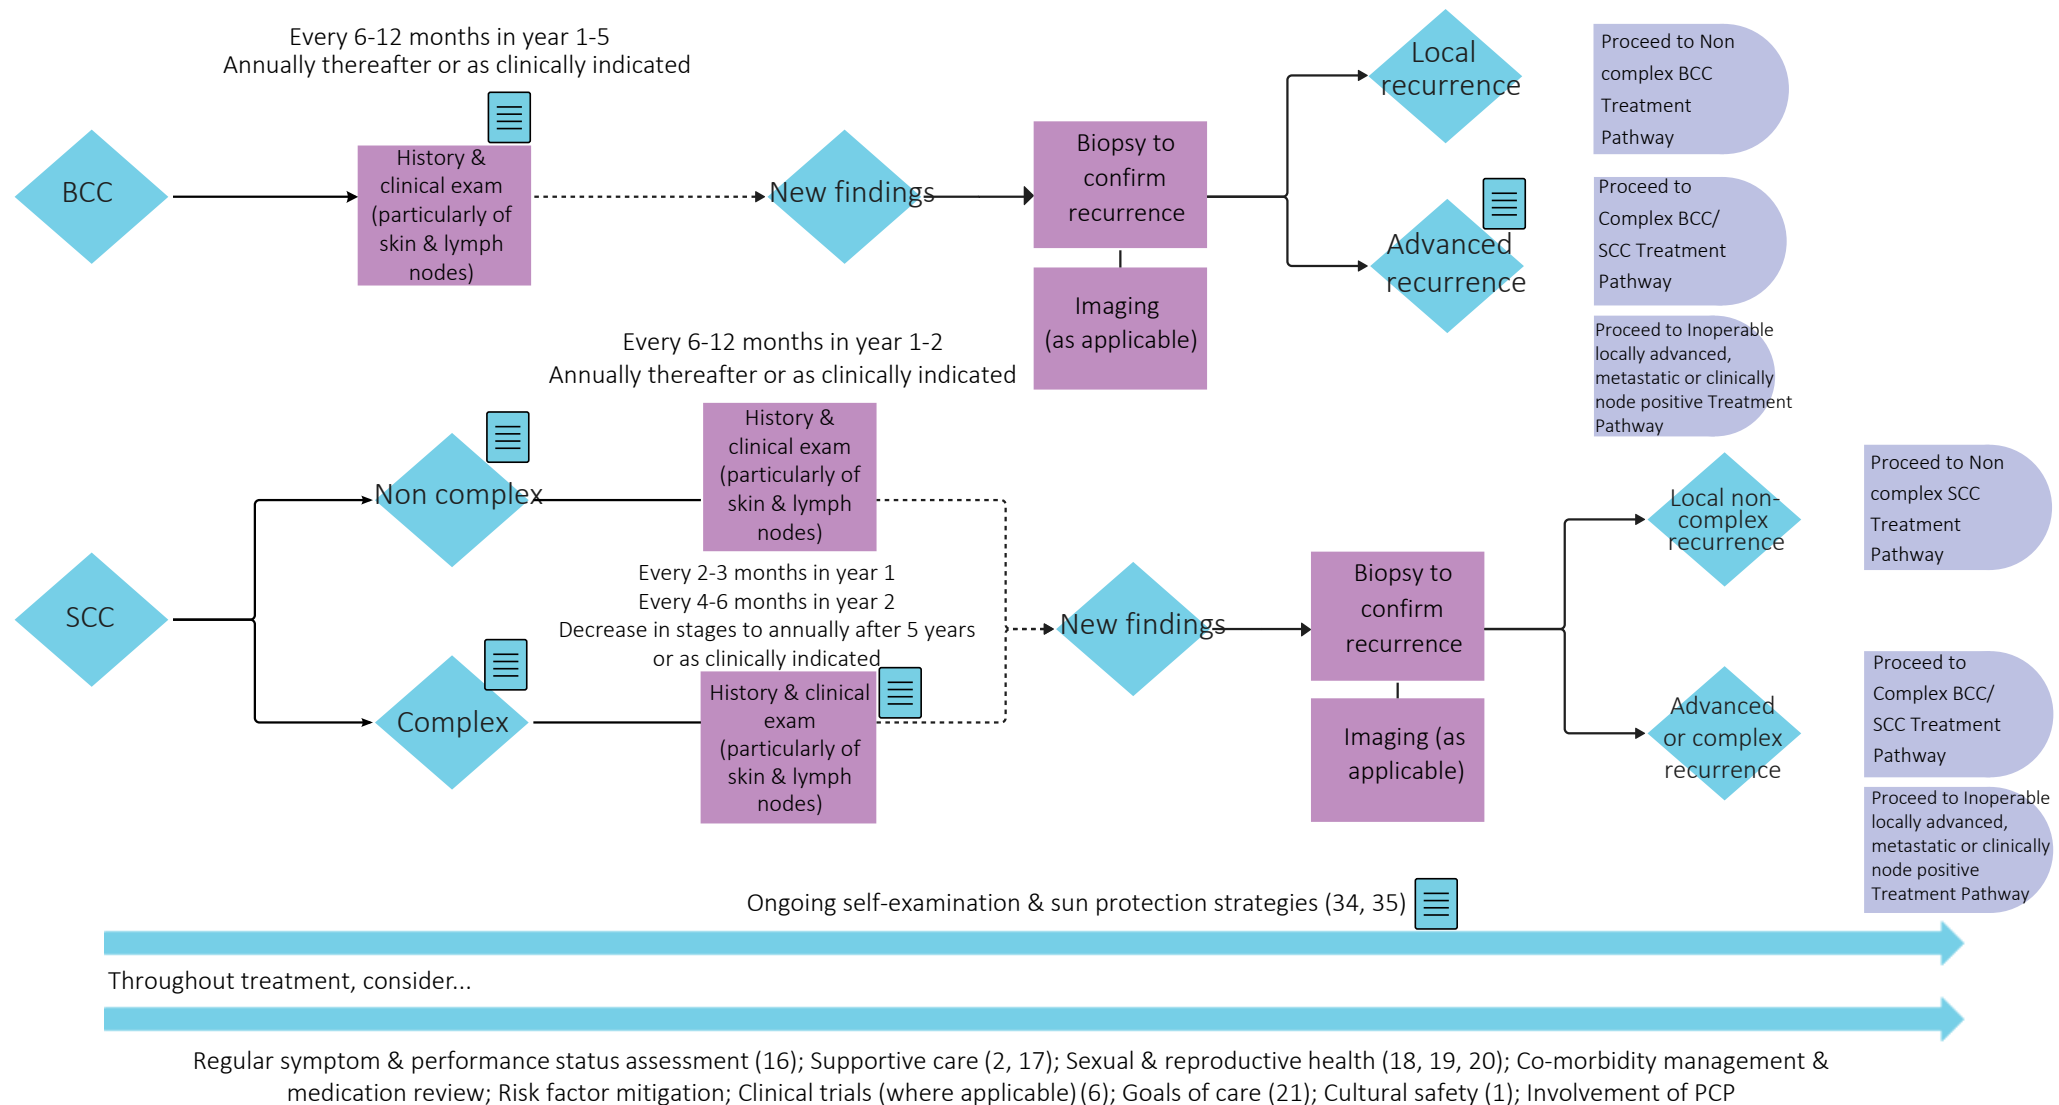 Every 6-12 months in year 1-5
Annually thereafter or as clinically indicated
BCC
History &
clinical exam
(particularly of
skin & lymph
nodes)
New findings
Biopsy to
confirm
recurrence
Imaging
(as applicable)
Local
recurrence
Advanced
recurrence
Proceed to Non
complex BCC
Treatment
Pathway
Proceed to
Complex BCC/
SCC Treatment
Pathway
Proceed to Inoperable
locally advanced,
metastatic or clinically
node positive Treatment
Pathway
SCC
Non complex
Complex
Every 6-12 months in year 1-2
Annually thereafter or as clinically indicated
History &
clinical exam
(particularly of
skin & lymph
nodes)
Every 2-3 months in year 1
Every 4-6 months in year 2
Decrease in stages to annually after 5 years
or as clinically indicated
History & clinical
exam
(particularly of
skin & lymph
nodes)
New findings
Biopsy to
confirm
recurrence
Imaging (as
applicable)
Local non-
complex
recurrence
Advanced
or complex
recurrence
Proceed to Non
complex SCC
Treatment
Pathway
Proceed to
Complex BCC/
SCC Treatment
Pathway
Proceed to Inoperable
locally advanced,
metastatic or clinically
node positive
Treatment Pathway
Ongoing self-examination & sun protection strategies (34, 35)
Throughout treatment, consider...
Regular symptom & performance status assessment (16); Supportive care (2, 17); Sexual & reproductive health (18, 19, 20); Co-morbidity management &
medication review; Risk factor mitigation; Clinical trials (where applicable) (6); Goals of care (21); Cultural safety (1); Involvement of PCP